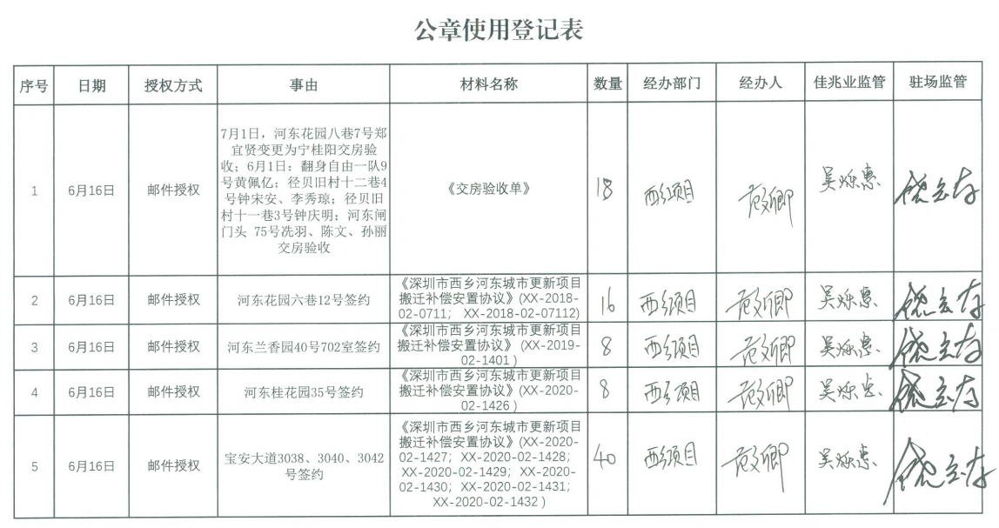 公章使用登记表
序号 日期 授权方式 事由 材料名称 数量 经办部门 经办人 佳兆业监管 驻场监管
7月1日，河东花园八巷7号郑
宜贤变更为宁桂阳交房验
收；6月1日：翻身自由一队9
号黄佩亿；径贝旧村十二巷4
号钟宋安、李秀琼；径贝旧
村十一巷3号钟庆明；河东闸
门头 75号冼羽、陈文、孙丽
交房验收
1 6月16日 邮件授权 《交房验收单》 18 西乡项目 吴烁惠
《深圳市西乡河东城市更新项目
搬迁补偿安置协议》(XX-2018-
02-0711； XX-2018-02-07112)
2 6月16日 邮件授权 河东花园六巷12号签约 16 西乡项目 吴烁惠
《深圳市西乡河东城市更新项目
搬迁补偿安置协议》(XX-2019-
02-1401 )
3 6月16日 邮件授权 河东兰香园40号702室签约 8 西乡项目 吴烁惠
《深圳市西乡河东城市更新项目
搬迁补偿安置协议》(XX-2020-
02-1426 )
4 6月16日 邮件授权 河东桂花园35号签约 8 西乡项目 吴烁惠
《深圳市西乡河东城市更新项目
搬迁补偿安置协议》(XX-2020-
02-1427； XX-2020-02-1428；
XX-2020-02-1429； XX-2020-
02-1430； XX-2020-02-1431；
XX-2020-02-1432 )
5 6月16日 邮件授权 宝安大道3038、3040、3042
号签约 40 西乡项目 吴烁惠